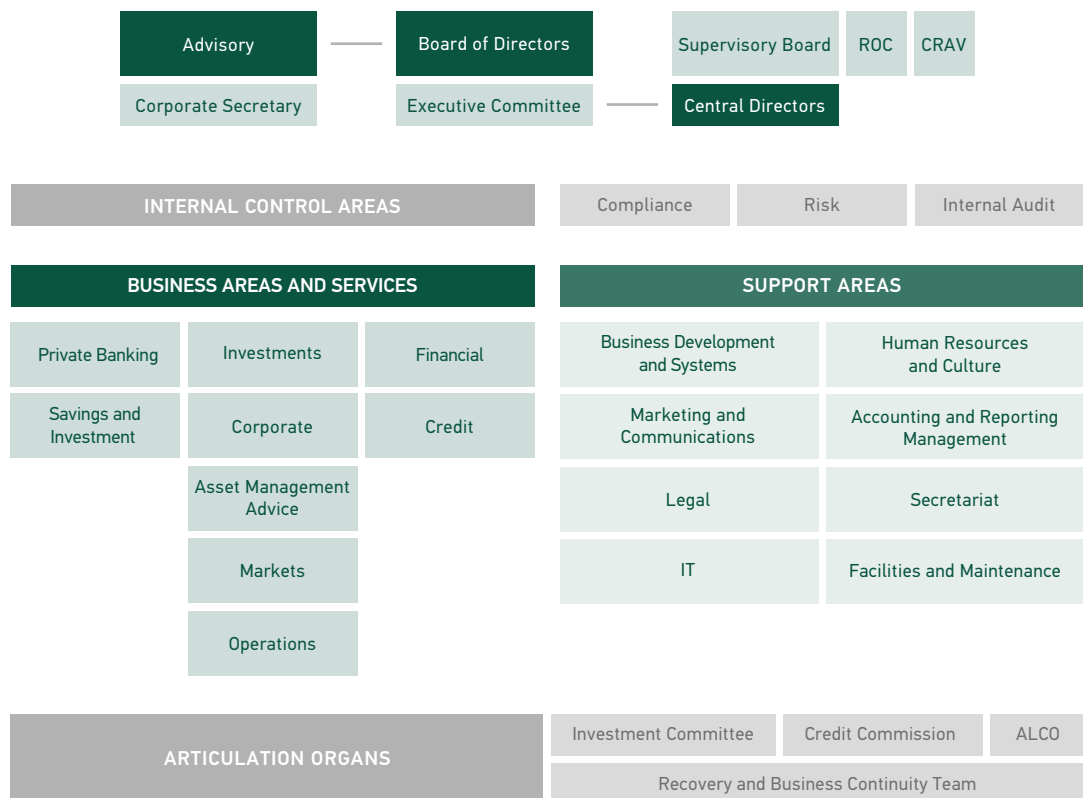 Advisory
Board of Directors
Supervisory Board
ROC
CRAV
Corporate Secretary
Executive Committee
Central Directors
INTERNAL CONTROL AREAS
Compliance
Risk
Internal Audit
BUSINESS AREAS AND SERVICES
Private Banking
Investments
Financial
Savings and
Investment
Corporate
Credit
Asset Management
Advice
Markets
Operations
SUPPORT AREAS
Business Development
and Systems
Human Resources
and Culture
Marketing and
Communications
Accounting and Reporting
Management
Legal
Secretariat
IT
Facilities and Maintenance
ARTICULATION ORGANS
Investment Committee
Credit Commission
ALCO
Recovery and Business Continuity Team